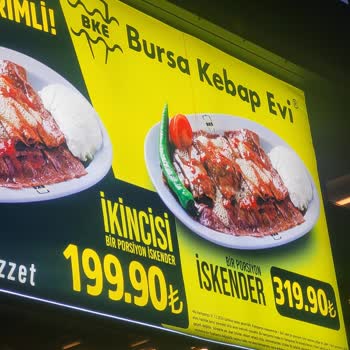 RIMLI!
BKE
Bursa Kebap Evi®
İKİNCİSİ
BİR PORSİYON İSKENDER
199.90₺
zzet
BİR PORSİYON
İSKENDER
319.90₺